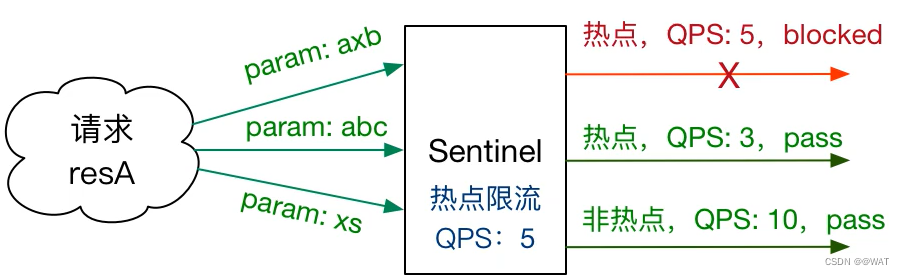 请求
resA
param: axb
param: abc
param: xs
Sentinel
热点限流
QPS：5
热点，QPS: 5，blocked
X
热点，QPS: 3，pass
非热点，QPS: 10，pass
CSDN @@WAT